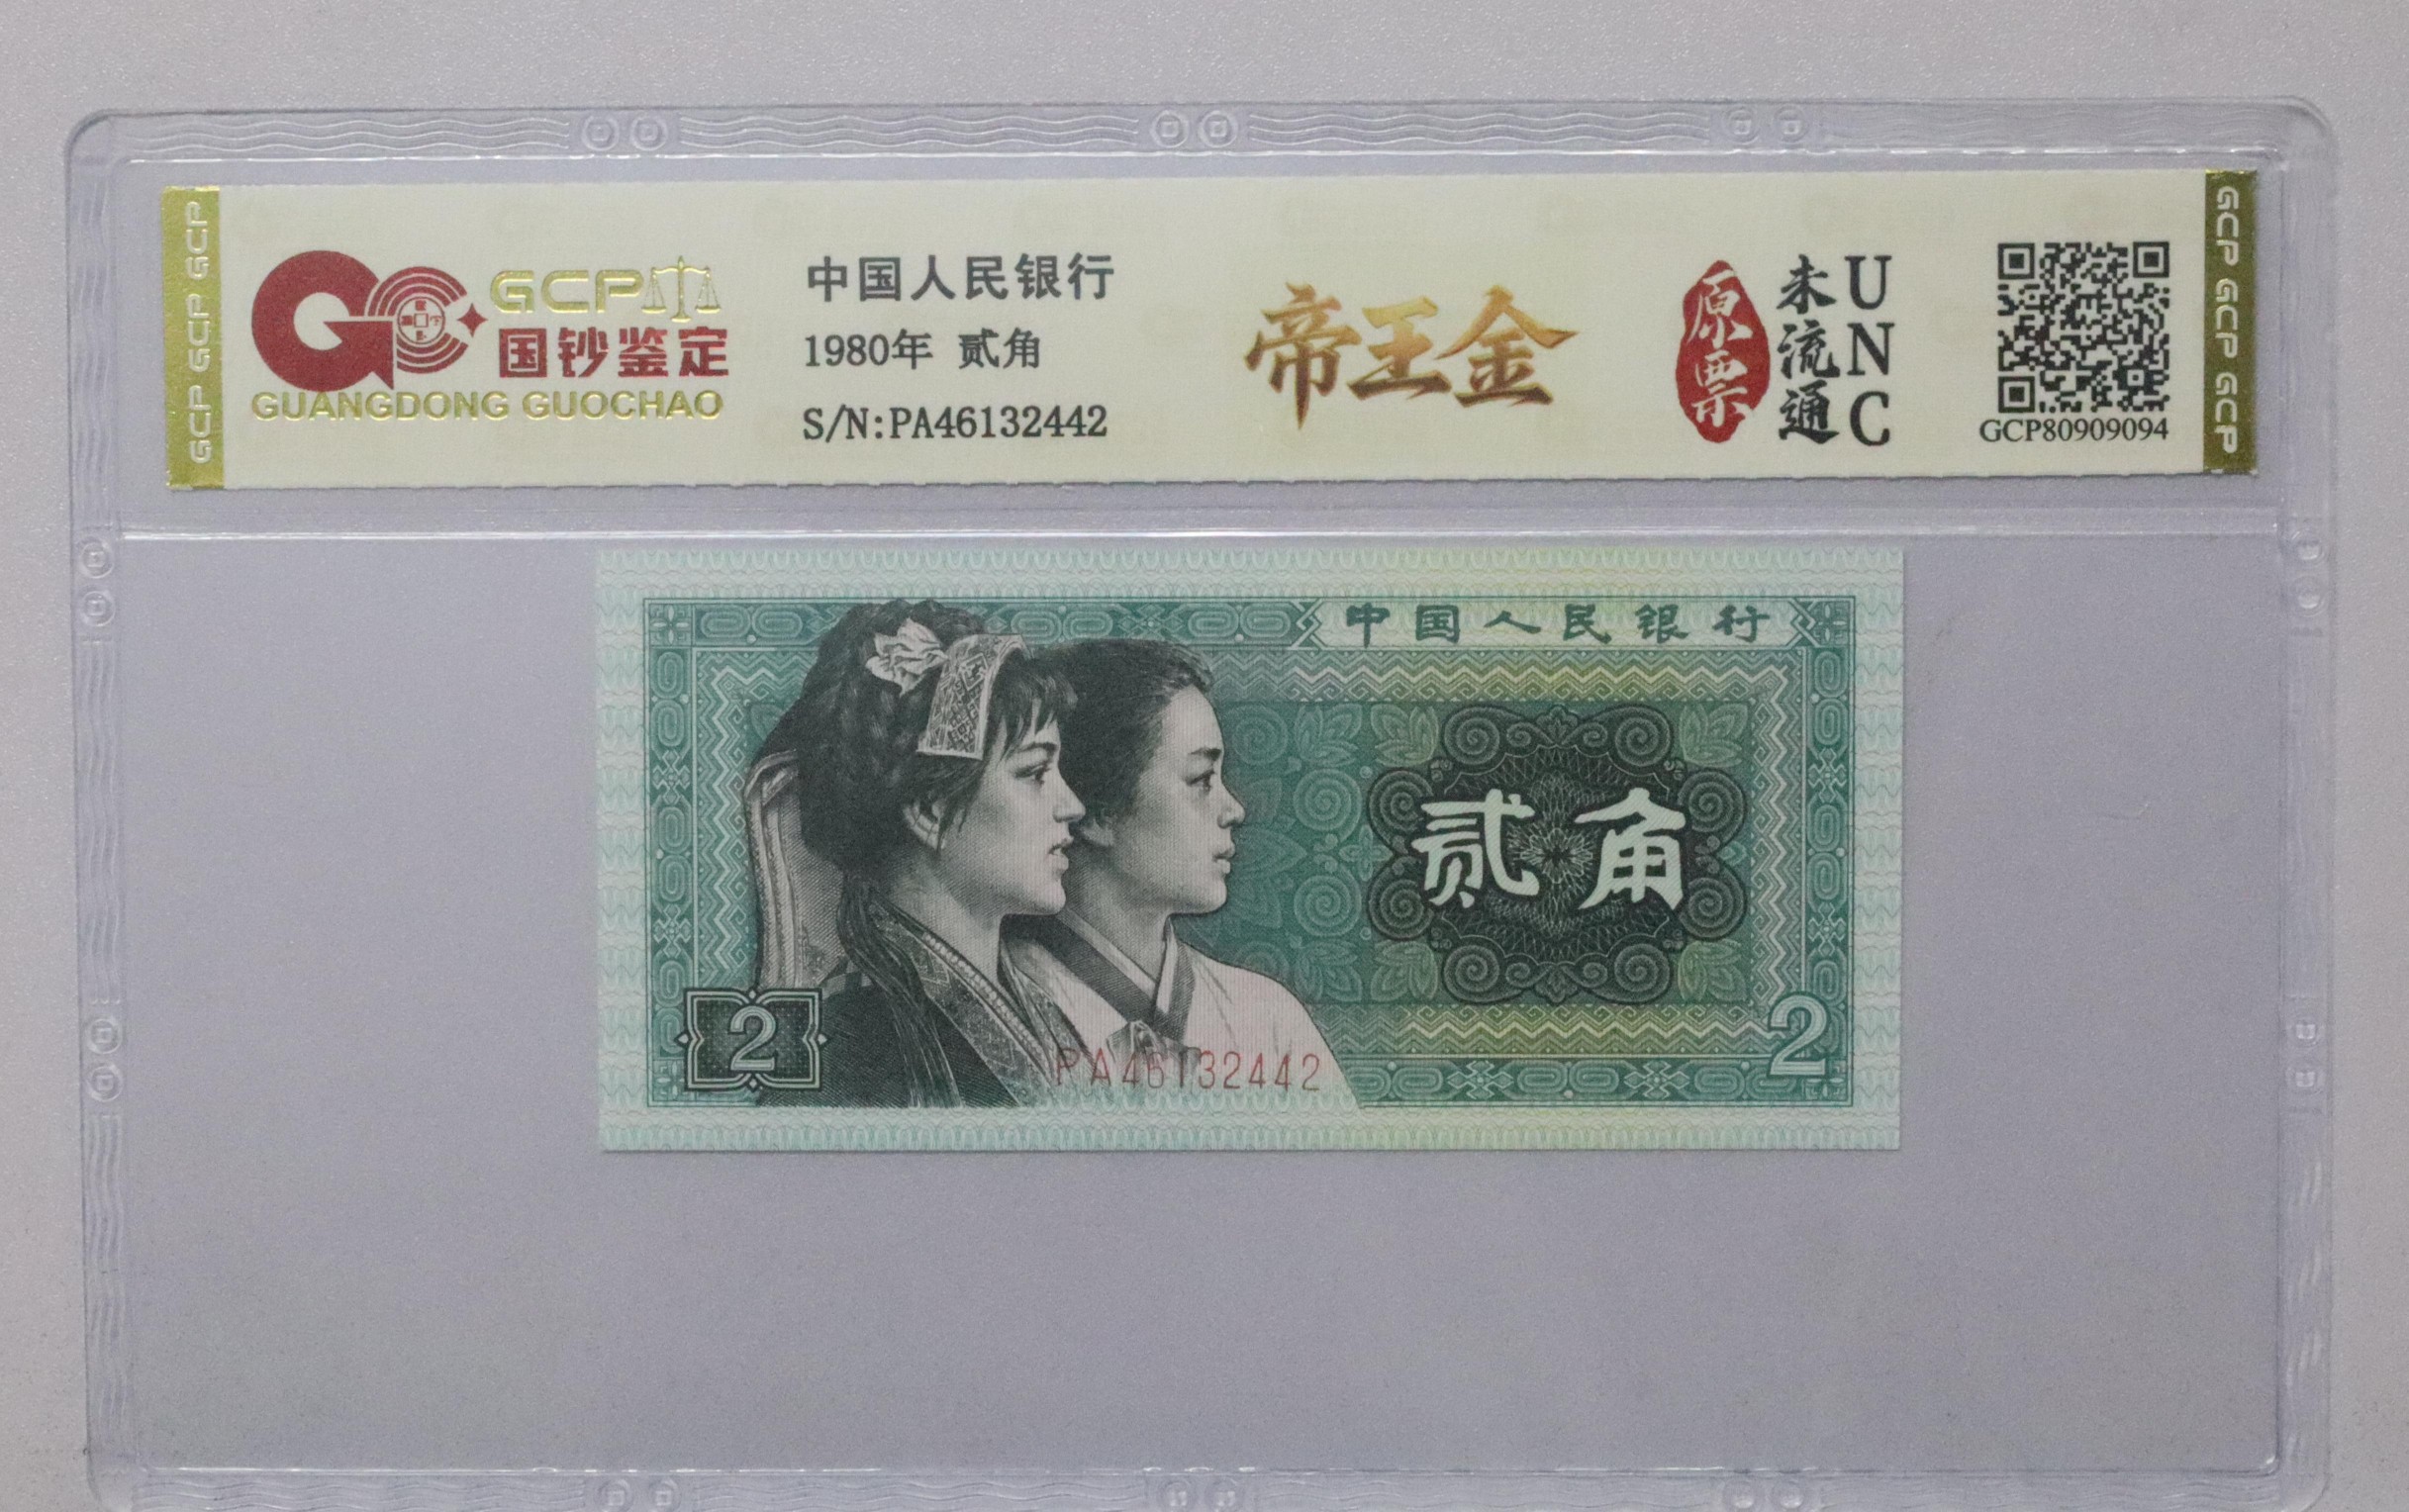 GCP GCP GCP
GCP
国钞鉴定
GUANGDONG GUOCHAO
中国人民银行
1980年 贰角
S/N:PA46132442
帝王金
原票
未流通
UNC
GCP80909094
GCP GCP GCP
中国人民银行
贰角
2
PA46132442
2